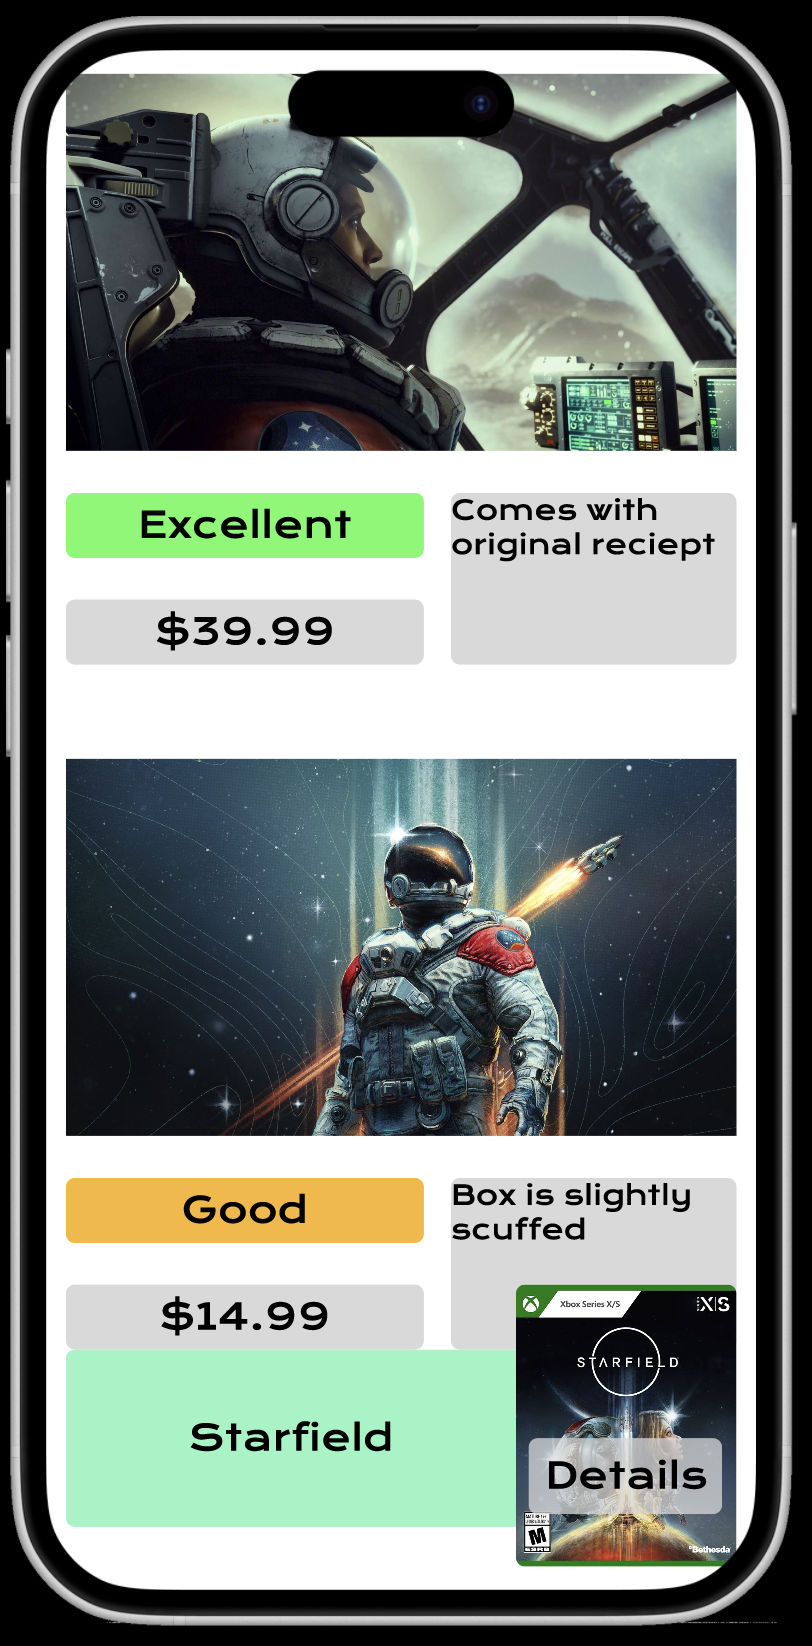 Excellent
Comes with
original reciept
$39.99
Good
Box is slightly
scuffed
$14.99
Xbox Series X/S
X|S
STARFIELD
Starfield
Details
M
ESRB
Bethesda